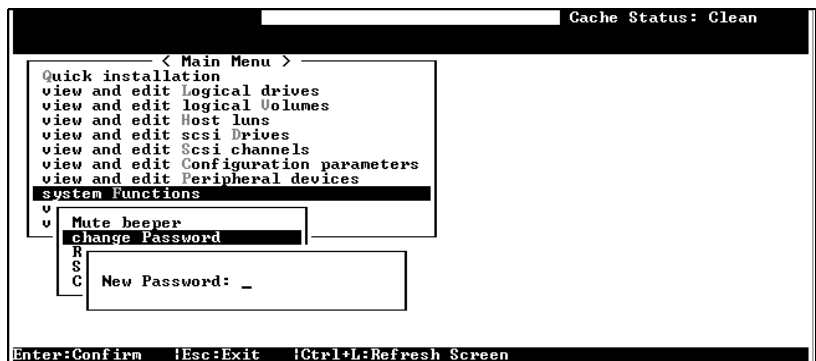 Cache Status: Clean
< Main Menu >
Quick installation
view and edit Logical drives
view and edit logical Volumes
view and edit Host luns
view and edit scsi Drives
view and edit Scsi channels
view and edit Configuration parameters
view and edit Peripheral devices
system Functions
v
v
Mute beeper
change Password
R
S
C
New Password: _
Enter:Confirm |Esc:Exit |Ctrl+L:Refresh Screen